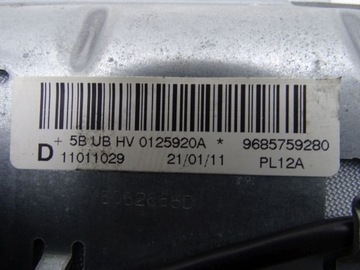 + 5B UB HV 0125920A * 9685759280
D 11011029 21/01/11 PL12A